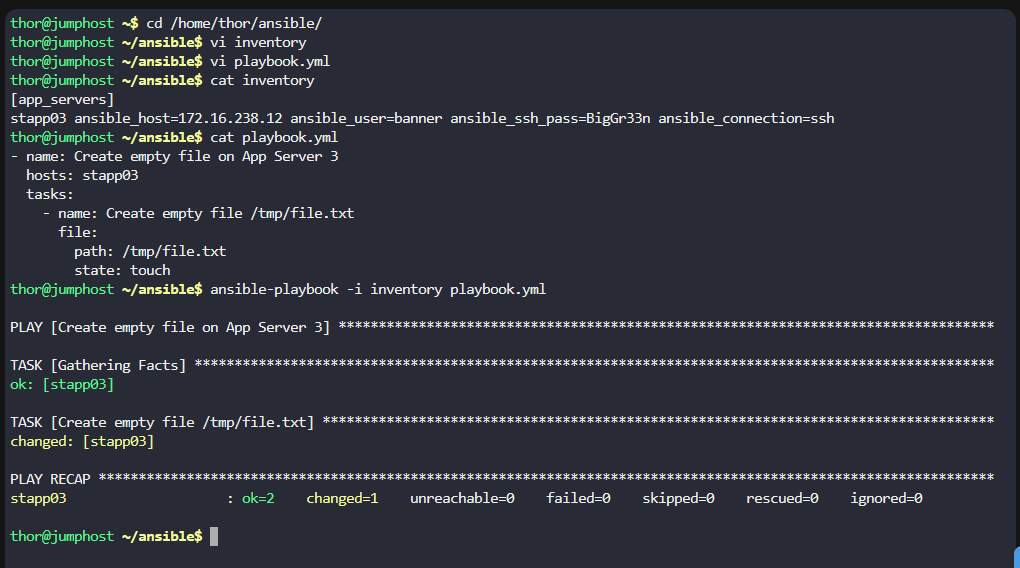 thor@jumphost ~$ cd /home/thor/ansible/
thor@jumphost ~/ansible$ vi inventory
thor@jumphost ~/ansible$ vi playbook.yml
thor@jumphost ~/ansible$ cat inventory
[app_servers]
stapp03 ansible_host=172.16.238.12 ansible_user=banner ansible_ssh_pass=BigGr33n ansible_connection=ssh
thor@jumphost ~/ansible$ cat playbook.yml
- name: Create empty file on App Server 3
  hosts: stapp03
  tasks:
    - name: Create empty file /tmp/file.txt
      file:
        path: /tmp/file.txt
        state: touch
thor@jumphost ~/ansible$ ansible-playbook -i inventory playbook.yml
PLAY [Create empty file on App Server 3] **********************************************************************************
TASK [Gathering Facts] ****************************************************************************************************
ok: [stapp03]
TASK [Create empty file /tmp/file.txt] ************************************************************************************
changed: [stapp03]
PLAY RECAP ****************************************************************************************************************
stapp03                    : ok=2    changed=1    unreachable=0    failed=0    skipped=0    rescued=0    ignored=0
thor@jumphost ~/ansible$